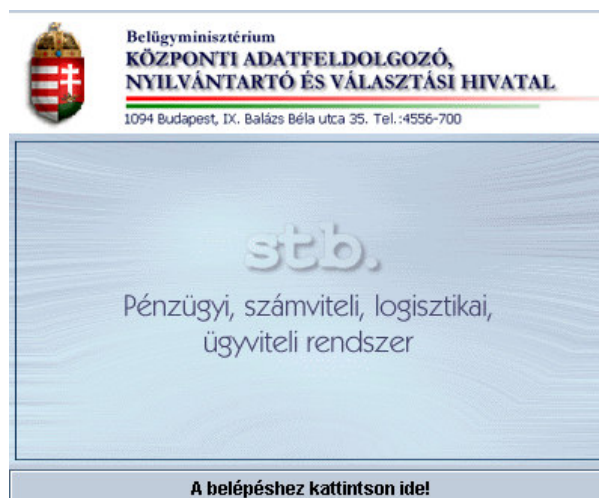 Belügyminisztérium
KÖZPONTI ADATFELDOLGOZÓ,
NYILVÁNTARTÓ ÉS VÁLASZTÁSI HIVATAL
1094 Budapest, IX. Balázs Béla utca 35. Tel.:4556-700
stb.
Pénzügyi, számviteli, logisztikai,
ügyviteli rendszer
A belépéshez kattintson ide!